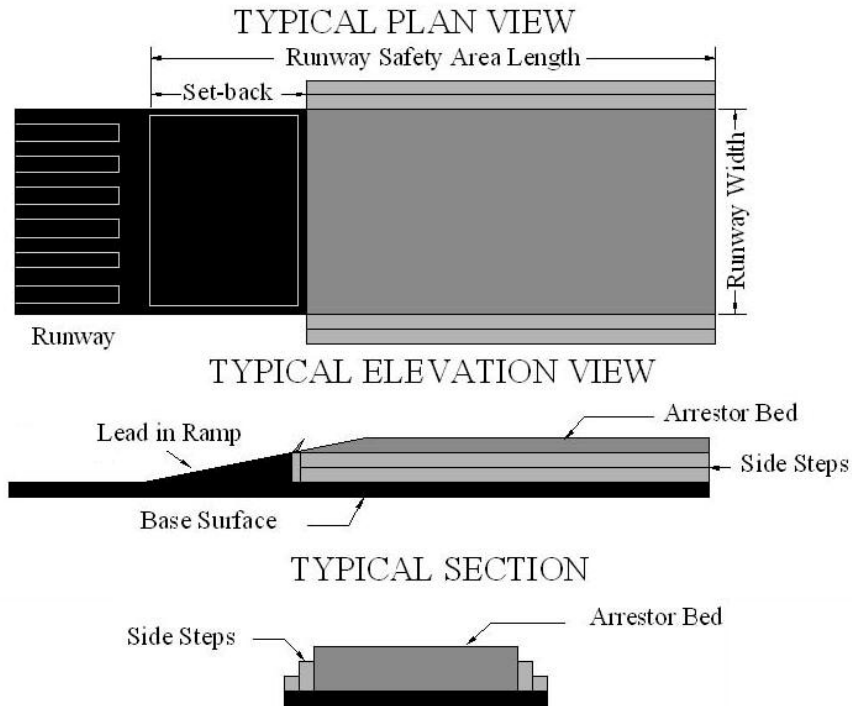 TYPICAL PLAN VIEW
Runway Safety Area Length
Set-back
Runway Width
Runway
TYPICAL ELEVATION VIEW
Arrestor Bed
Lead in Ramp
Side Steps
Base Surface
TYPICAL SECTION
Arrestor Bed
Side Steps